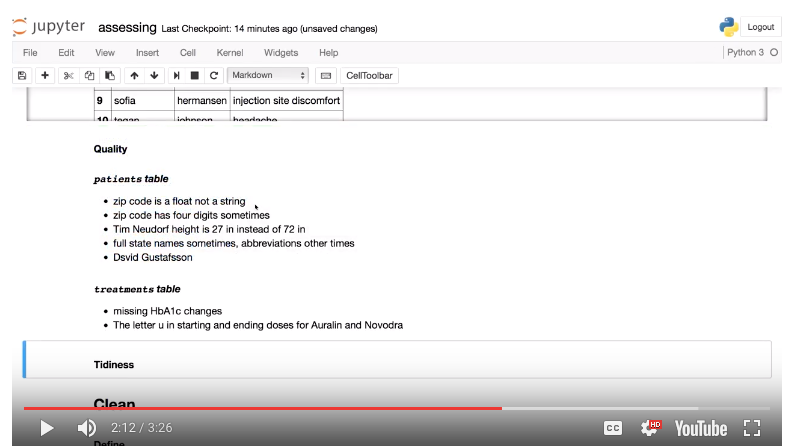 jupyter assessing Last Checkpoint: 14 minutes ago (unsaved changes) Logout
File Edit View Insert Cell Kernel Widgets Help Python 3
Markdown CellToolbar
9 sofia hermansen injection site discomfort
10 tegan johnson headache
Quality
patients table
zip code is a float not a string
zip code has four digits sometimes
Tim Neudorf height is 27 in instead of 72 in
full state names sometimes, abbreviations other times
Dsvid Gustafsson
treatments table
missing HbA1c changes
The letter u in starting and ending doses for Auralin and Novodra
Tidiness
Clean
2:12 / 3:26 CC HD YouTube
Define